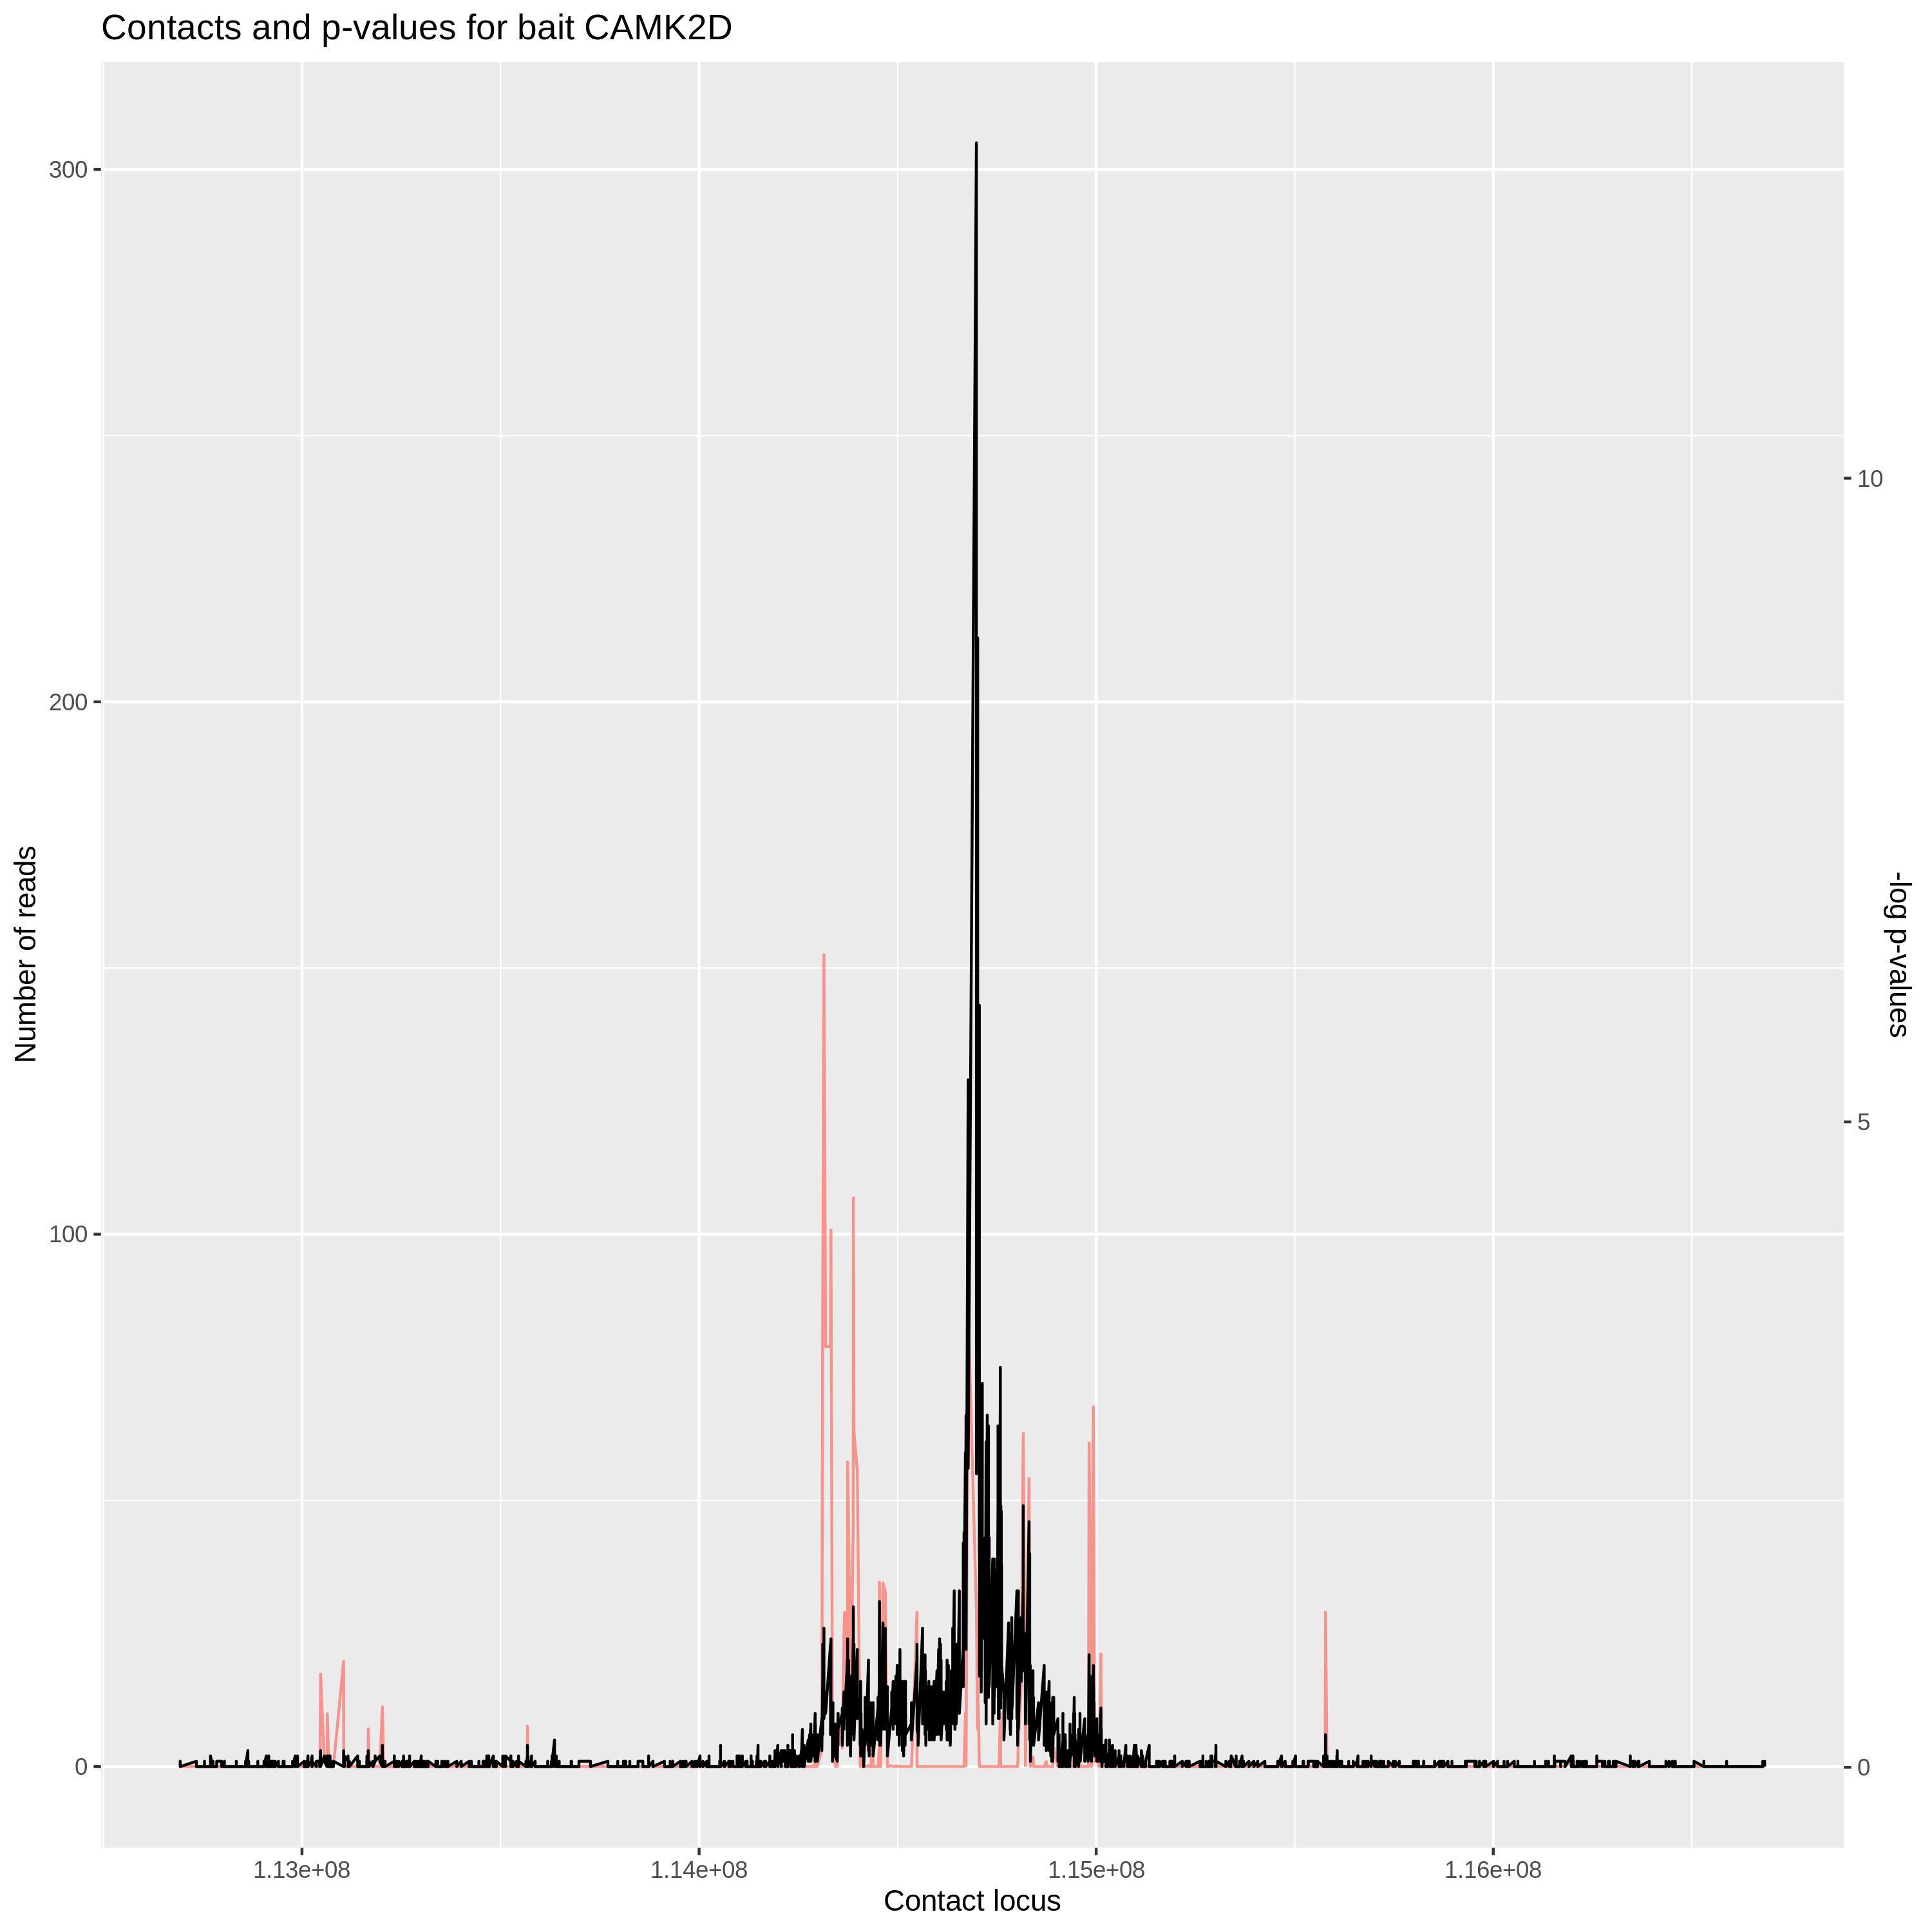 Contacts and p-values for bait CAMK2D
300
200
100
0
Number of reads
10
5
0
-log p-values
1.13e+08
1.14e+08
1.15e+08
1.16e+08
Contact locus